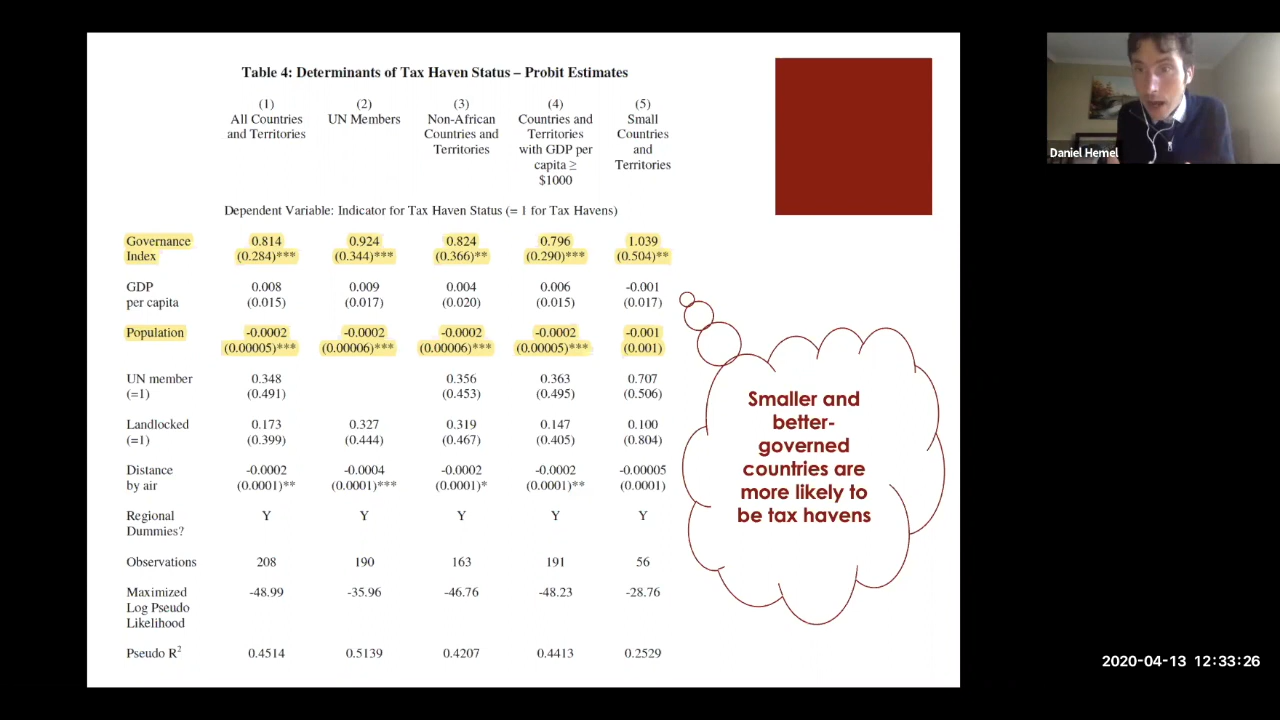 Table 4: Determinants of Tax Haven Status – Probit Estimates
(1) (2) (3) (4) (5)
All Countries UN Members Non-African Countries and Small
and Territories Countries and Territories Countries
Territories with GDP per and
capita ≥ Territories
$1000
Dependent Variable: Indicator for Tax Haven Status (= 1 for Tax Havens)
Governance 0.814 0.924 0.824 0.796 1.039
Index (0.284)*** (0.344)*** (0.366)** (0.290)*** (0.504)**
GDP 0.008 0.009 0.004 0.006 -0.001
per capita (0.015) (0.017) (0.020) (0.015) (0.017)
Population -0.0002 -0.0002 -0.0002 -0.0002 -0.001
(0.00005)*** (0.00006)*** (0.00006)*** (0.00005)*** (0.001)
UN member 0.348 0.356 0.363 0.707
(=1) (0.491) (0.453) (0.495) (0.506)
Landlocked 0.173 0.327 0.319 0.147 0.100
(=1) (0.399) (0.444) (0.467) (0.405) (0.804)
Distance -0.0002 -0.0004 -0.0002 -0.0002 -0.00005
by air (0.0001)** (0.0001)*** (0.0001)* (0.0001)** (0.0001)
Regional Y Y Y Y Y
Dummies?
Observations 208 190 163 191 56
Maximized -48.99 -35.96 -46.76 -48.23 -28.76
Log Pseudo
Likelihood
Pseudo R² 0.4514 0.5139 0.4207 0.4413 0.2529
Smaller and
better-
governed
countries are
more likely to
be tax havens
Daniel Hemel
2020-04-13 12:33:26